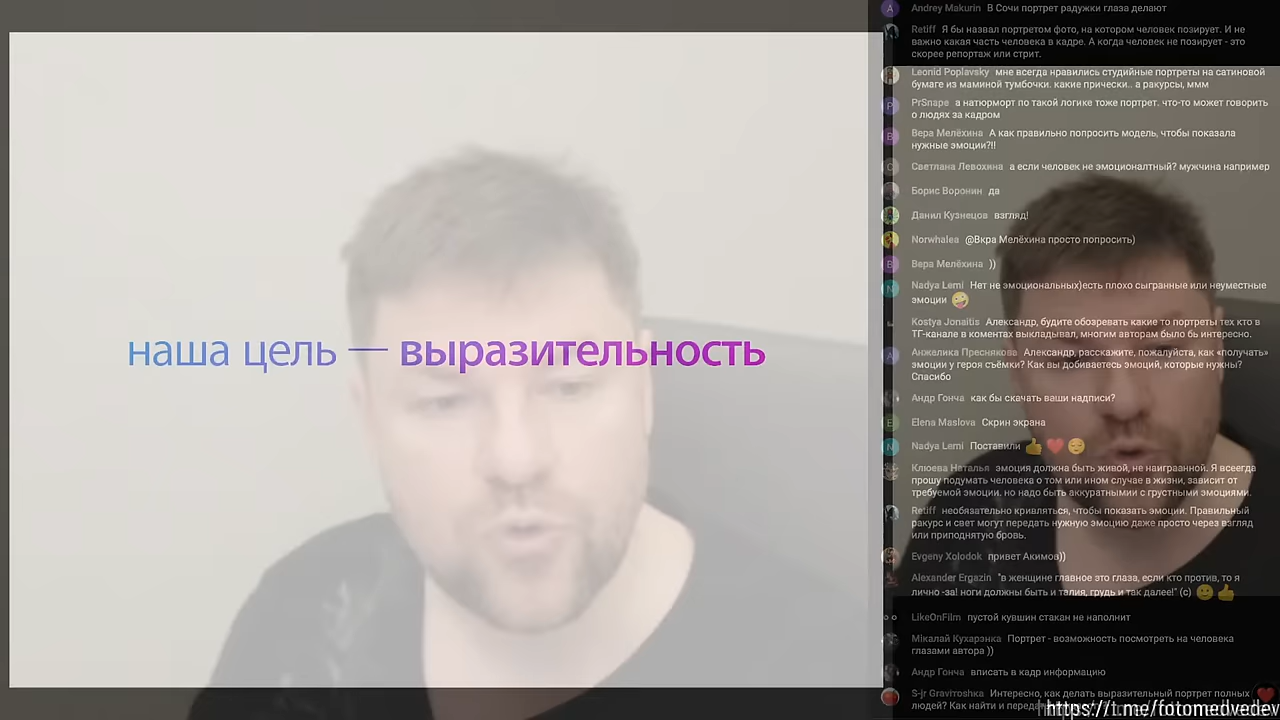 наша цель — выразительность
Andrey Makurin В Сочи портрет радужки глаза делают
Retiff Я бы назвал портретом фото, на котором человек позирует. И не
важно какая часть человека в кадре. А когда человек не позирует - это
скорее репортаж или стрит.
Leonid Poplavsky мне всегда нравились студийные портреты на сатиновой
бумаге из маминой тумбочки. какие прически.. а ракурсы, ммм
PrSnape а натюрморт по такой логике тоже портрет. что-то может говорить
о людях за кадром
Вера Мелёхина А как правильно попросить модель, чтобы показала
нужные эмоции?!!
Светлана Левохина а если человек не эмоционалтный? мужчина например
Борис Воронин да
Данил Кузнецов взгляд!
Norwhalea @Вкра Мелёхина просто попросить)
Вера Мелёхина ))
Nadya Lemi Нет не эмоциональных)есть плохо сыгранные или неуместные
эмоции 🤪
Kostya Jonaitis Александр, будите обозревать какие то портреты тех кто в
ТГ-канале в коментах выкладывал, многим авторам было бь интересно.
Анжелика Преснякова Александр, расскажите, пожалуйста, как «получать»
эмоции у героя съёмки? Как вы добиваетесь эмоций, которые нужны?
Спасибо
Андр Гонча как бы скачать ваши надписи?
Elena Maslova Скрин экрана
Nadya Lemi Поставили 👍❤️😌
Клюева Наталья эмоция должна быть живой, не наигранной. Я всеегда
прошу подумать человека о том или ином случае в жизни, зависит от
требуемой эмоции. но надо быть аккуратными с грустными эмоциями.
Retiff необязательно кривляться, чтобы показать эмоции. Правильный
ракурс и свет могут передать нужную эмоцию даже просто через взгляд
или приподнятую бровь.
Evgeny Xolodok привет Акимов))
Alexander Ergazin "в женщине главное это глаза, если кто против, то я
лично -за! ноги должны быть и талия, грудь и так далее!" (с) 🙂👍
LikeOnFilm пустой кувшин стакан не наполнит
Мікалай Кухарэнка Портрет - возможность посмотреть на человека
глазами автора ))
Андр Гонча вписать в кадр информацию
S-jr Gravitoshka Интересно, как делать выразительный портрет полных
людей? Как найти и
https://t.me/fotomedvedev